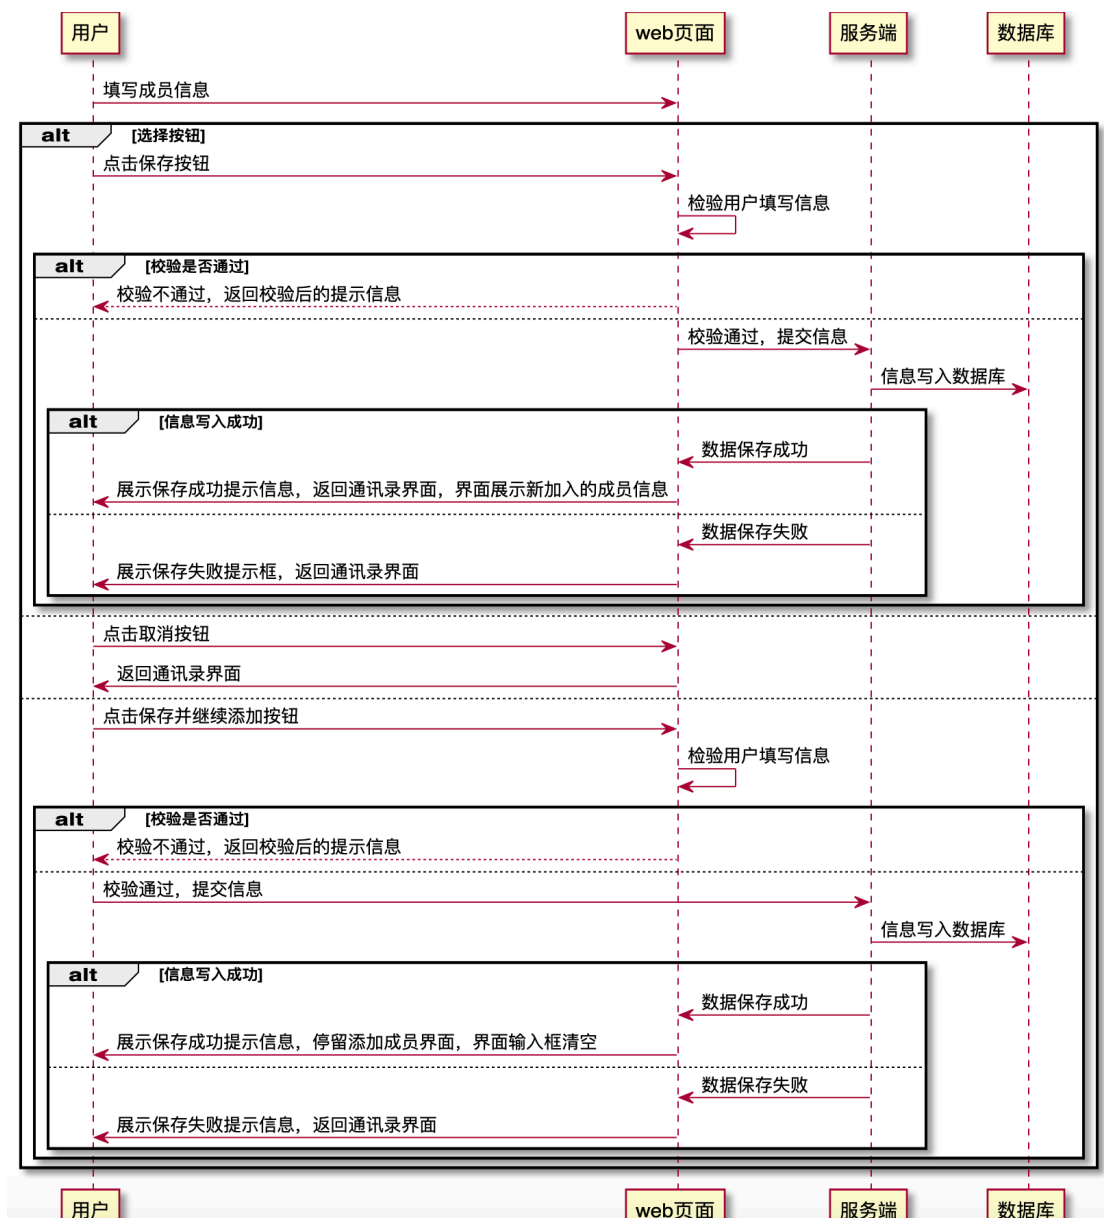 用户 web页面 服务端 数据库
填写成员信息
alt [选择按钮]
点击保存按钮
检验用户填写信息
alt [校验是否通过]
校验不通过，返回校验后的提示信息
校验通过，提交信息
信息写入数据库
alt [信息写入成功]
数据保存成功
展示保存成功提示信息，返回通讯录界面，界面展示新加入的成员信息
数据保存失败
展示保存失败提示框，返回通讯录界面
点击取消按钮
返回通讯录界面
点击保存并继续添加按钮
检验用户填写信息
alt [校验是否通过]
校验不通过，返回校验后的提示信息
校验通过，提交信息
信息写入数据库
alt [信息写入成功]
数据保存成功
展示保存成功提示信息，停留添加成员界面，界面输入框清空
数据保存失败
展示保存失败提示信息，返回通讯录界面
用户 web页面 服务端 数据库